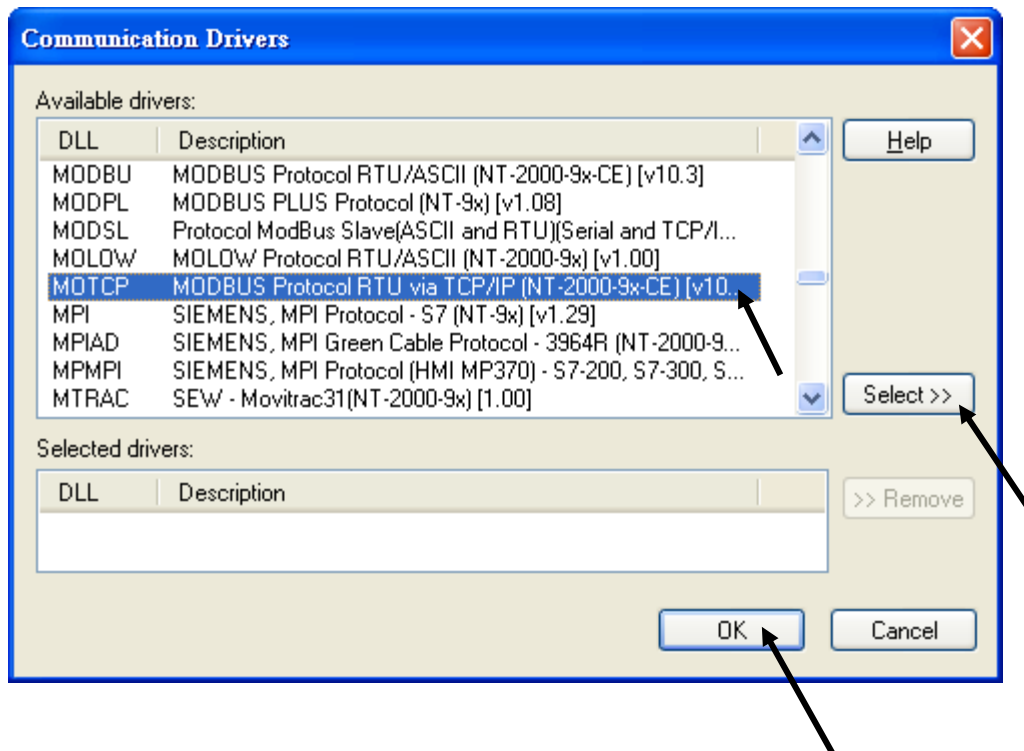 Communication Drivers
Available drivers:
DLL Description
Help
MODBU MODBUS Protocol RTU/ASCII (NT-2000-9x-CE) [v10.3]
MODPL MODBUS PLUS Protocol (NT-9x) [v1.08]
MODSL Protocol ModBus Slave(ASCII and RTU)(Serial and TCP/I...
MOLOW MOLOW Protocol RTU/ASCII (NT-2000-9x) [v1.00]
MOTCP MODBUS Protocol RTU via TCP/IP (NT-2000-9x-CE) [v10...
MPI SIEMENS, MPI Protocol - S7 (NT-9x) [v1.29]
MPIAD SIEMENS, MPI Green Cable Protocol - 3964R (NT-2000-9...
MPMPI SIEMENS, MPI Protocol (HMI MP370) - S7-200, S7-300, S...
MTRAC SEW - Movitrac31(NT-2000-9x) [1.00]
Select >>
Selected drivers:
DLL Description
>> Remove
OK Cancel